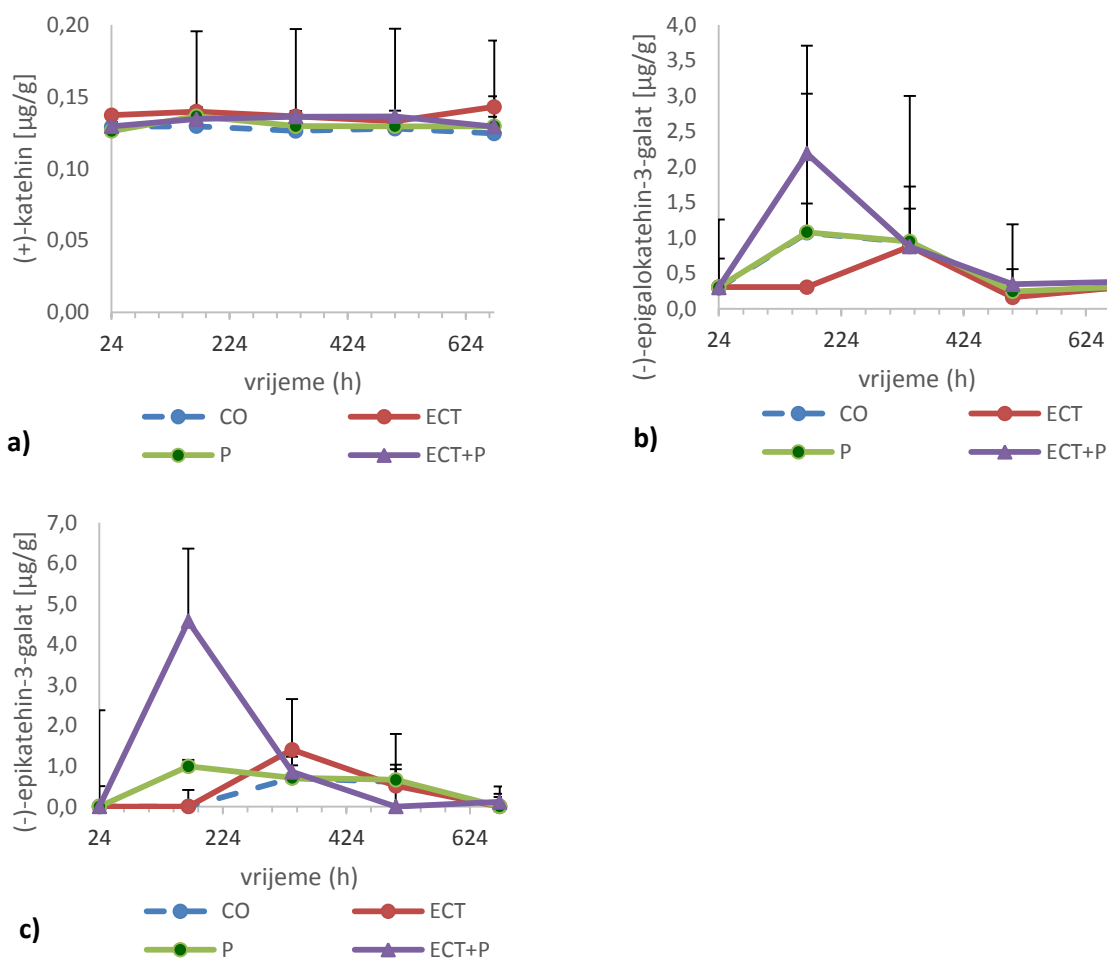 (+)-katehin [µg/g]
0,20
0,15
0,10
0,05
0,00
24 224 424 624
vrijeme (h)
CO ECT
P ECT+P
a)
(-)-epigalokatehin-3-galat [µg/g]
4,0
3,5
3,0
2,5
2,0
1,5
1,0
0,5
0,0
24 224 424 624
vrijeme (h)
CO ECT
P ECT+P
b)
(-)-epikatehin-3-galat [µg/g]
7,0
6,0
5,0
4,0
3,0
2,0
1,0
0,0
24 224 424 624
vrijeme (h)
CO ECT
P ECT+P
c)